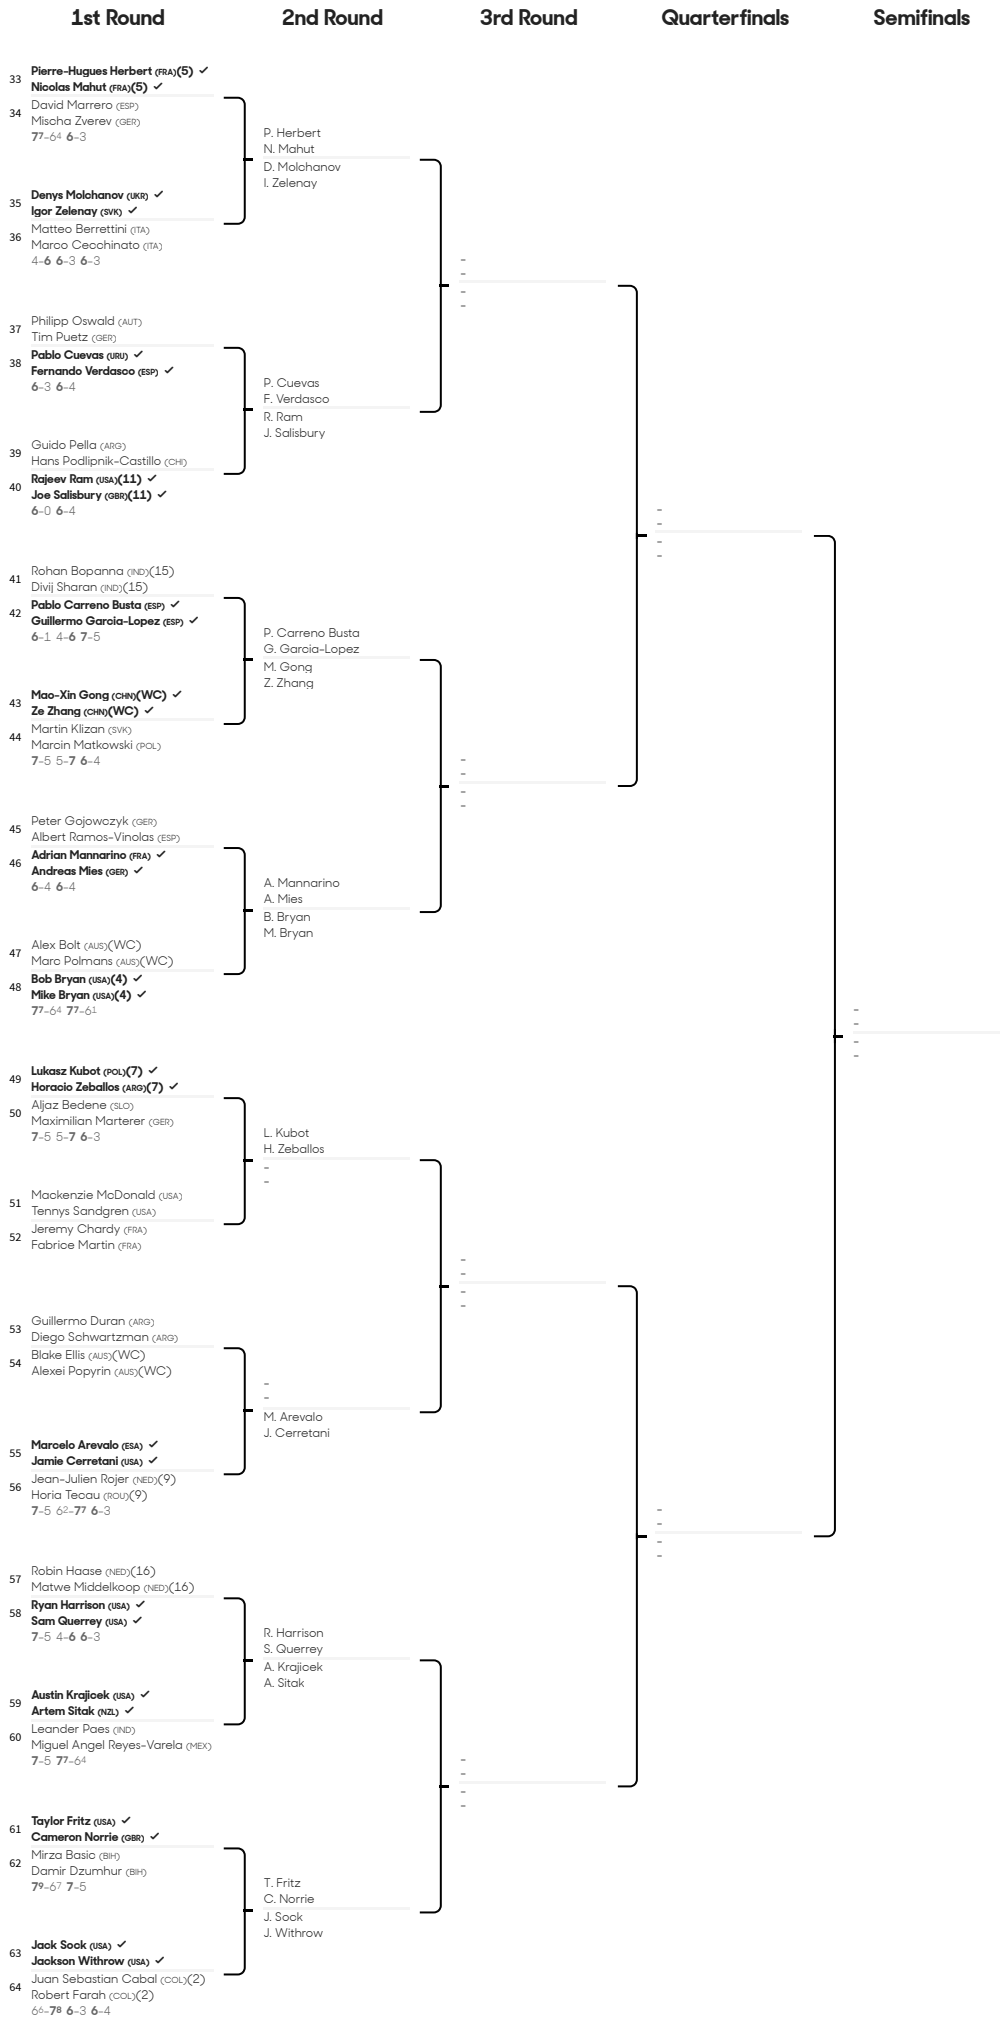 1st Round
2nd Round
3rd Round
Quarterfinals
Semifinals
33
Pierre-Hugues Herbert (FRA)(5) ✓
Nicolas Mahut (FRA)(5) ✓
34
David Marrero (ESP)
Mischa Zverev (GER)
7⁷-6⁴ 6-3
P. Herbert
N. Mahut
D. Molchanov
I. Zelenay
35
Denys Molchanov (UKR) ✓
Igor Zelenay (SVK) ✓
36
Matteo Berrettini (ITA)
Marco Cecchinato (ITA)
4-6 6-3 6-3
-
-
-
-
37
Philipp Oswald (AUT)
Tim Puetz (GER)
38
Pablo Cuevas (URU) ✓
Fernando Verdasco (ESP) ✓
6-3 6-4
P. Cuevas
F. Verdasco
R. Ram
J. Salisbury
39
Guido Pella (ARG)
Hans Podlipnik-Castillo (CHI)
40
Rajeev Ram (USA)(11) ✓
Joe Salisbury (GBR)(11) ✓
6-0 6-4
-
-
-
-
41
Rohan Bopanna (IND)(15)
Divij Sharan (IND)(15)
42
Pablo Carreno Busta (ESP) ✓
Guillermo Garcia-Lopez (ESP) ✓
6-1 4-6 7-5
P. Carreno Busta
G. Garcia-Lopez
M. Gong
Z. Zhang
43
Mao-Xin Gong (CHN)(WC) ✓
Ze Zhang (CHN)(WC) ✓
44
Martin Klizan (SVK)
Marcin Matkowski (POL)
7-5 5-7 6-4
-
-
-
-
45
Peter Gojowczyk (GER)
Albert Ramos-Vinolas (ESP)
46
Adrian Mannarino (FRA) ✓
Andreas Mies (GER) ✓
6-4 6-4
A. Mannarino
A. Mies
B. Bryan
M. Bryan
47
Alex Bolt (AUS)(WC)
Marc Polmans (AUS)(WC)
48
Bob Bryan (USA)(4) ✓
Mike Bryan (USA)(4) ✓
7⁷-6⁴ 7⁷-6¹
-
-
-
-
49
Lukasz Kubot (POL)(7) ✓
Horacio Zeballos (ARG)(7) ✓
50
Aljaz Bedene (SLO)
Maximilian Marterer (GER)
7-5 5-7 6-3
L. Kubot
H. Zeballos
-
-
51
Mackenzie McDonald (USA)
Tennys Sandgren (USA)
52
Jeremy Chardy (FRA)
Fabrice Martin (FRA)
-
-
-
-
53
Guillermo Duran (ARG)
Diego Schwartzman (ARG)
54
Blake Ellis (AUS)(WC)
Alexei Popyrin (AUS)(WC)
-
-
M. Arevalo
J. Cerretani
55
Marcelo Arevalo (ESA) ✓
Jamie Cerretani (USA) ✓
56
Jean-Julien Rojer (NED)(9)
Horia Tecau (ROU)(9)
7-5 6²-7⁷ 6-3
-
-
-
-
57
Robin Haase (NED)(16)
Matwe Middelkoop (NED)(16)
58
Ryan Harrison (USA) ✓
Sam Querrey (USA) ✓
7-5 4-6 6-3
R. Harrison
S. Querrey
A. Krajicek
A. Sitak
59
Austin Krajicek (USA) ✓
Artem Sitak (NZL) ✓
60
Leander Paes (IND)
Miguel Angel Reyes-Varela (MEX)
7-5 7⁷-6⁴
-
-
-
-
61
Taylor Fritz (USA) ✓
Cameron Norrie (GBR) ✓
62
Mirza Basic (BIH)
Damir Dzumhur (BIH)
7⁹-6⁷ 7-5
T. Fritz
C. Norrie
J. Sock
J. Withrow
63
Jack Sock (USA) ✓
Jackson Withrow (USA) ✓
64
Juan Sebastian Cabal (COL)(2)
Robert Farah (COL)(2)
6⁶-7⁸ 6-3 6-4